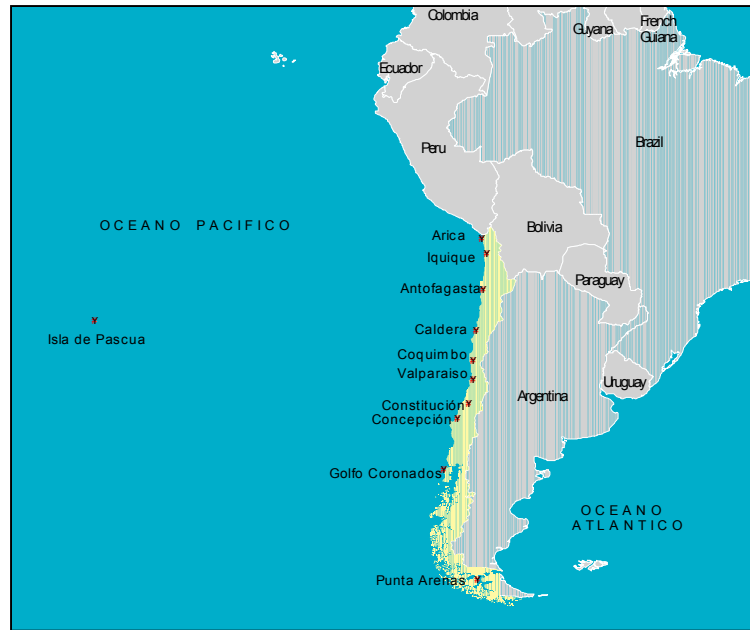 Colombia
Guyana
French
Guiana
Ecuador
Peru
Brazil
OCEANO PACIFICO
Arica
Bolivia
Iquique
Paraguay
Antofagasta
Isla de Pascua
Caldera
Coquimbo
Valparaiso
Uruguay
Argentina
Constitución
Concepción
Golfo Coronados
OCEANO
ATLANTICO
Punta Arenas